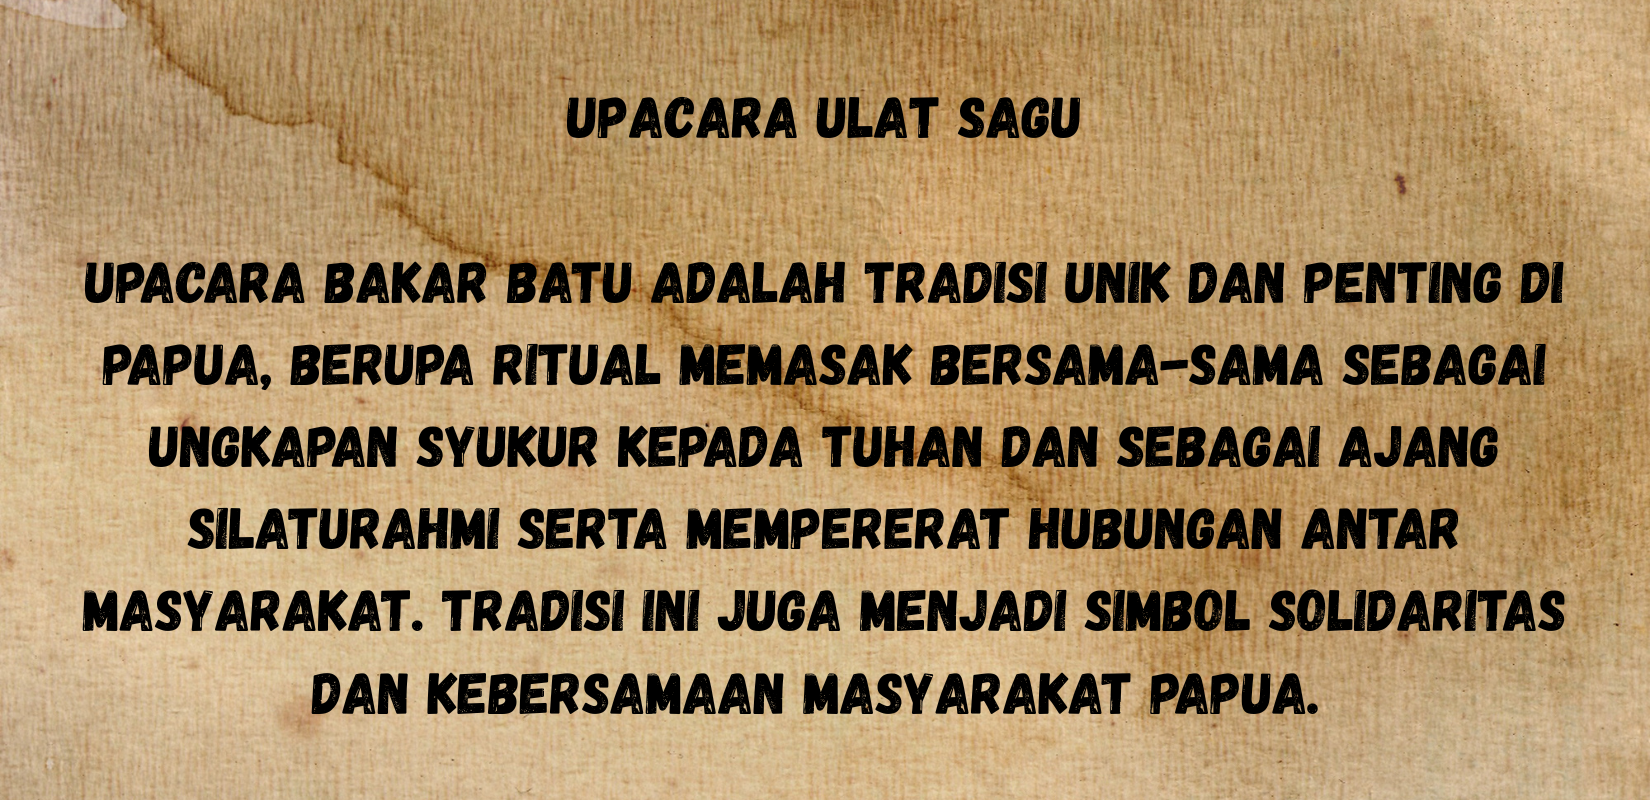 UPACARA ULAT SAGU
UPACARA BAKAR BATU ADALAH TRADISI UNIK DAN PENTING DI
PAPUA, BERUPA RITUAL MEMASAK BERSAMA-SAMA SEBAGAI
UNGKAPAN SYUKUR KEPADA TUHAN DAN SEBAGAI AJANG
SILATURAHMI SERTA MEMPERERAT HUBUNGAN ANTAR
MASYARAKAT. TRADISI INI JUGA MENJADI SIMBOL SOLIDARITAS
DAN KEBERSAMAAN MASYARAKAT PAPUA.